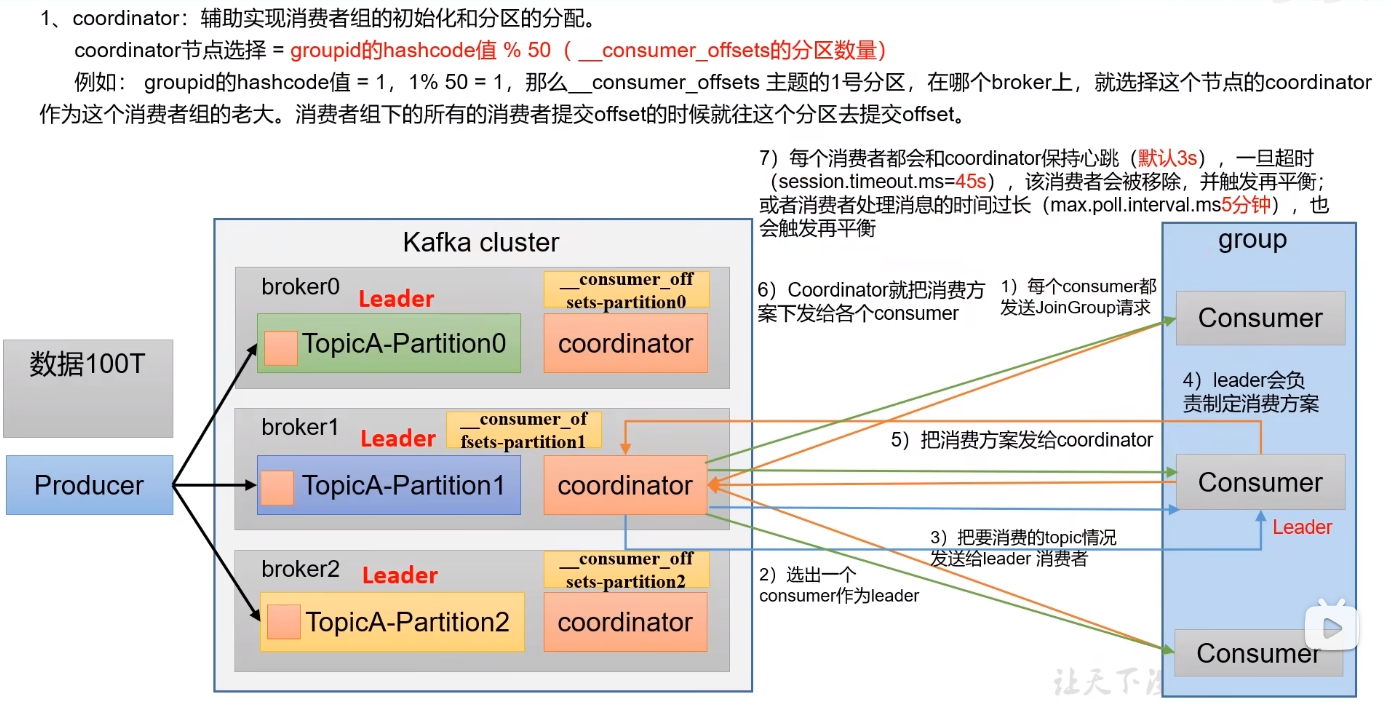 1、coordinator：辅助实现消费者组的初始化和分区的分配。
coordinator节点选择 = groupid的hashcode值 % 50（ __consumer_offsets的分区数量）
例如： groupid的hashcode值 = 1，1% 50 = 1，那么__consumer_offsets 主题的1号分区，在哪个broker上，就选择这个节点的coordinator
作为这个消费者组的老大。消费者组下的所有的消费者提交offset的时候就往这个分区去提交offset。
7）每个消费者都会和coordinator保持心跳（默认3s），一旦超时
（session.timeout.ms=45s），该消费者会被移除，并触发再平衡；
或者消费者处理消息的时间过长（max.poll.interval.ms5分钟），也
会触发再平衡
Kafka cluster
group
broker0
Leader
__consumer_off
sets-partition0
TopicA-Partition0
coordinator
6）Coordinator就把消费方
案下发给各个consumer
1）每个consumer都
发送JoinGroup请求
Consumer
数据100T
4）leader会负
责制定消费方案
broker1
Leader
__consumer_of
fsets-partition1
5）把消费方案发给coordinator
Producer
TopicA-Partition1
coordinator
Consumer
Leader
3）把要消费的topic情况
发送给leader 消费者
broker2
Leader
__consumer_off
sets-partition2
2）选出一个
consumer作为leader
TopicA-Partition2
coordinator
Consumer
让天下